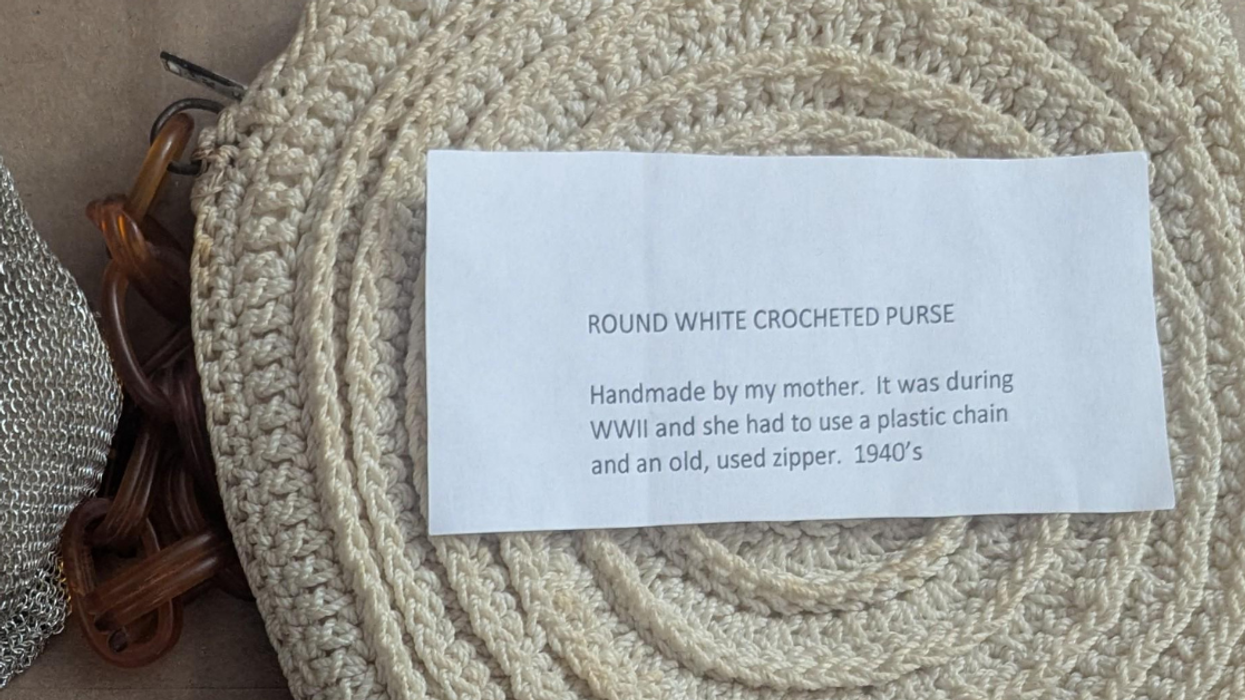 ROUND WHITE CROCHETED PURSE
Handmade by my mother. It was during
WWII and she had to use a plastic chain
and an old, used zipper. 1940's